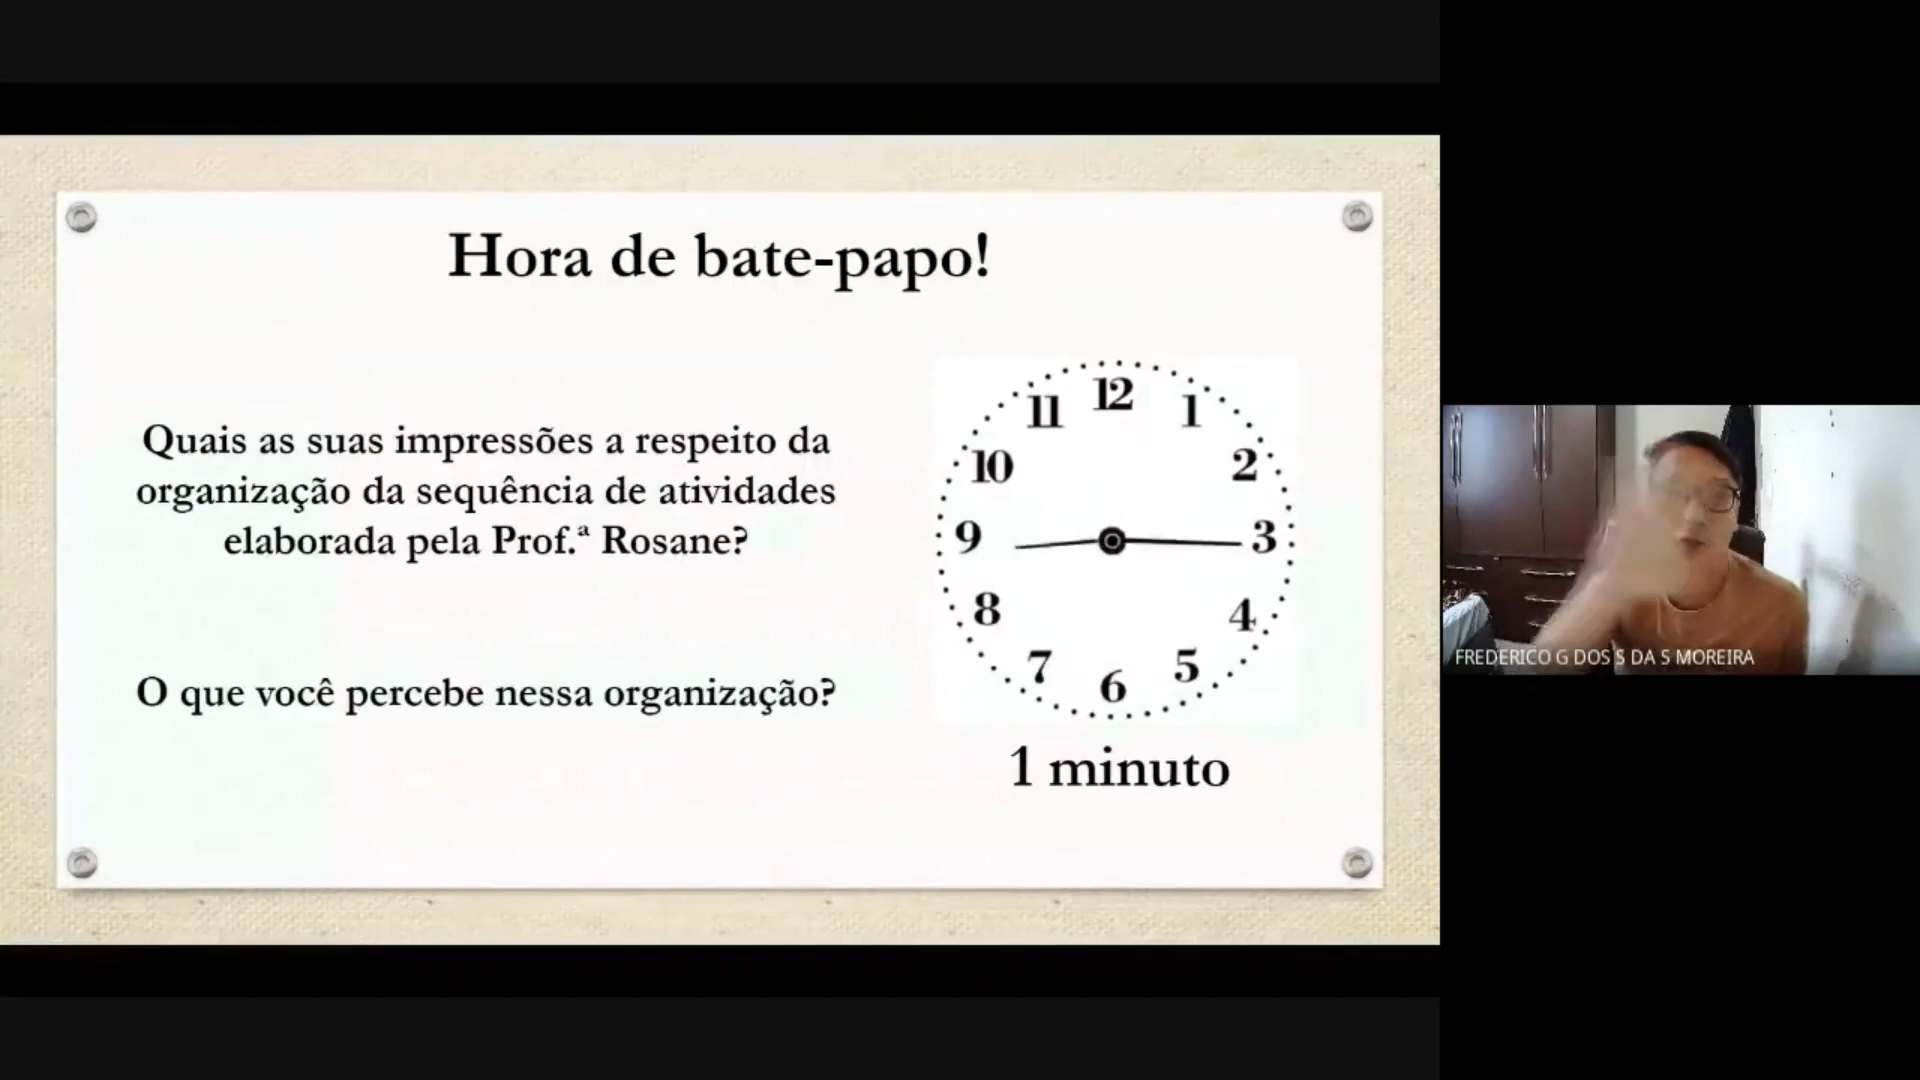 Hora de bate-papo!
Quais as suas impressões a respeito da
organização da sequência de atividades
elaborada pela Prof.ª Rosane?
O que você percebe nessa organização?
12
11
1
10
2
9
3
8
4
7
5
6
1 minuto
FREDERICO G DOS S DA S MOREIRA